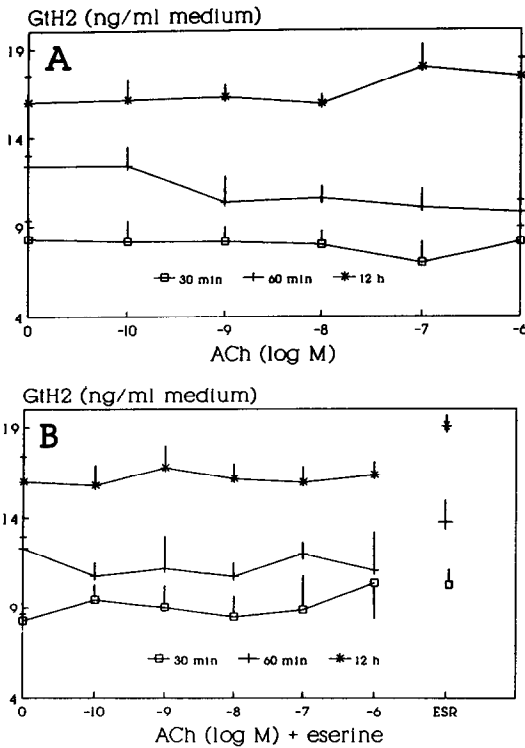 GtH2 (ng/ml medium)
A
19
14
9
4
30 min 60 min 12 h
0 -10 -9 -8 -7 -6
ACh (log M)
GtH2 (ng/ml medium)
B
19
14
9
4
30 min 60 min 12 h
0 -10 -9 -8 -7 -6 ESR
ACh (log M) + eserine